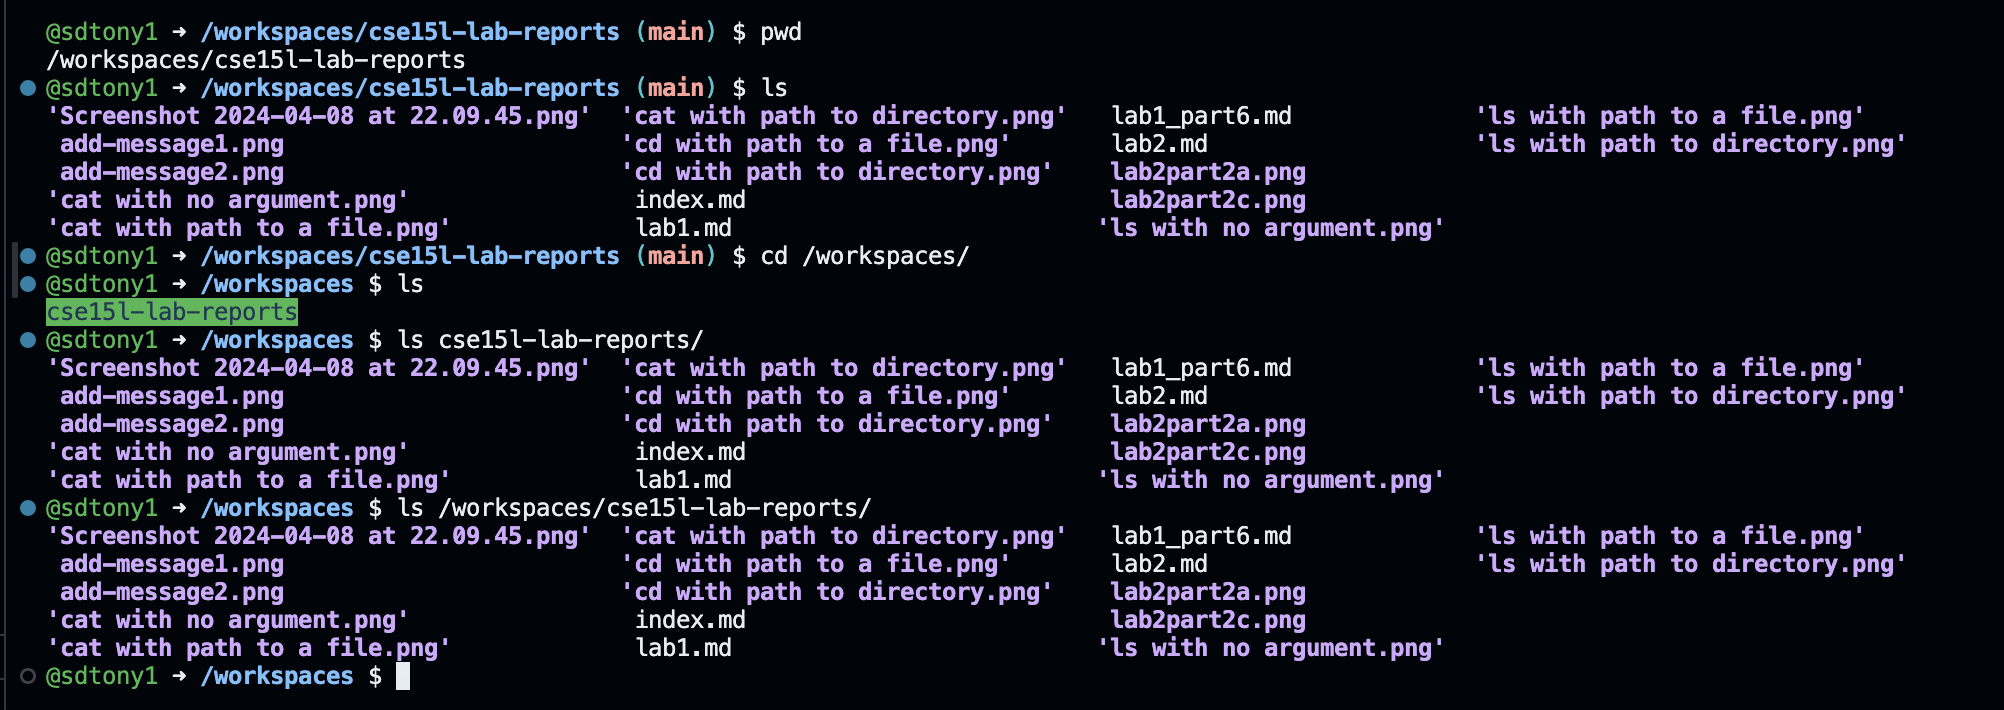 @sdtony1 → /workspaces/cse15l-lab-reports (main) $ pwd
/workspaces/cse15l-lab-reports
@sdtony1 → /workspaces/cse15l-lab-reports (main) $ ls
'Screenshot 2024-04-08 at 22.09.45.png'  'cat with path to directory.png'  lab1_part6.md  'ls with path to a file.png'
add-message1.png  'cd with path to a file.png'  lab2.md  'ls with path to directory.png'
add-message2.png  'cd with path to directory.png'  lab2part2a.png
'cat with no argument.png'  index.md  lab2part2c.png
'cat with path to a file.png'  lab1.md  'ls with no argument.png'
@sdtony1 → /workspaces/cse15l-lab-reports (main) $ cd /workspaces/
@sdtony1 → /workspaces $ ls
cse15l-lab-reports
@sdtony1 → /workspaces $ ls cse15l-lab-reports/
'Screenshot 2024-04-08 at 22.09.45.png'  'cat with path to directory.png'  lab1_part6.md  'ls with path to a file.png'
add-message1.png  'cd with path to a file.png'  lab2.md  'ls with path to directory.png'
add-message2.png  'cd with path to directory.png'  lab2part2a.png
'cat with no argument.png'  index.md  lab2part2c.png
'cat with path to a file.png'  lab1.md  'ls with no argument.png'
@sdtony1 → /workspaces $ ls /workspaces/cse15l-lab-reports/
'Screenshot 2024-04-08 at 22.09.45.png'  'cat with path to directory.png'  lab1_part6.md  'ls with path to a file.png'
add-message1.png  'cd with path to a file.png'  lab2.md  'ls with path to directory.png'
add-message2.png  'cd with path to directory.png'  lab2part2a.png
'cat with no argument.png'  index.md  lab2part2c.png
'cat with path to a file.png'  lab1.md  'ls with no argument.png'
@sdtony1 → /workspaces $